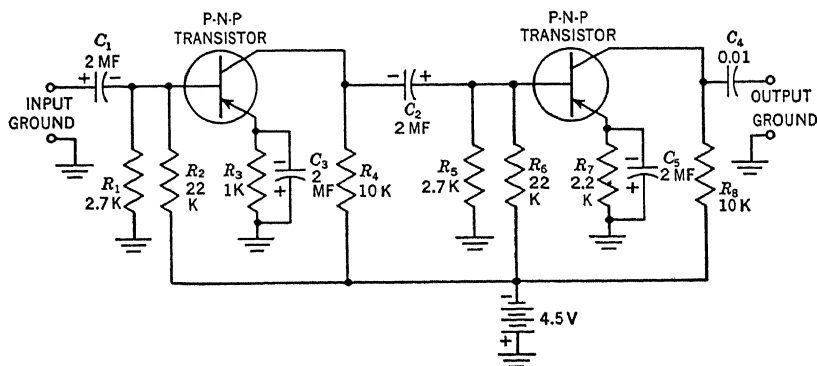 P-N-P
TRANSISTOR
C1
2 MF
+
-
INPUT
GROUND
R1
2.7 K
R2
22
K
R3
1K
-
C3
2
MF
+
R4
10 K
-
+
C2
2 MF
P-N-P
TRANSISTOR
R5
2.7 K
R6
22
K
R7
2.2
K
-
C5
2 MF
+
R8
10 K
C4
0.01
OUTPUT
GROUND
-
4.5 V
+